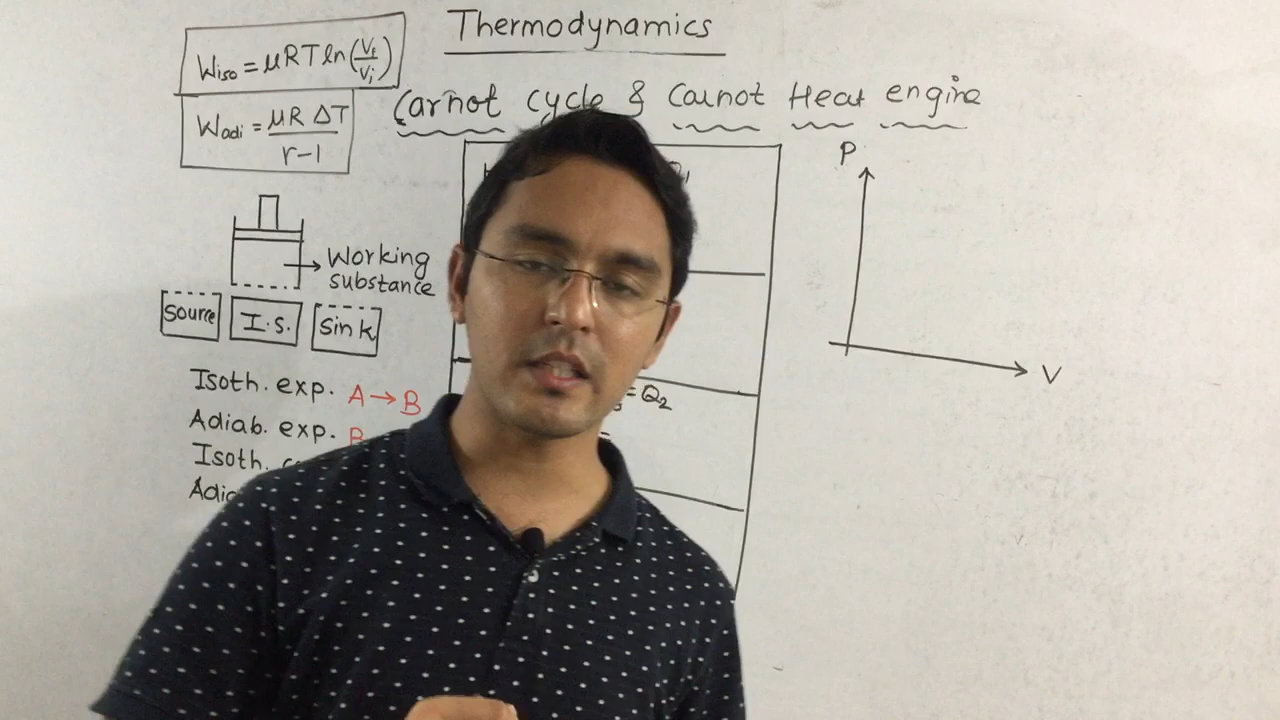 Thermodynamics
Wiso = μRT ln(Vf/Vi)
Wadi = μR ΔT / r-1
Carnot cycle & Carnot Heat engine
P
V
Working
substance
Source
I.S.
Sink
Isoth. exp. A→B
Adiab. exp. B
Isoth.
= Q2